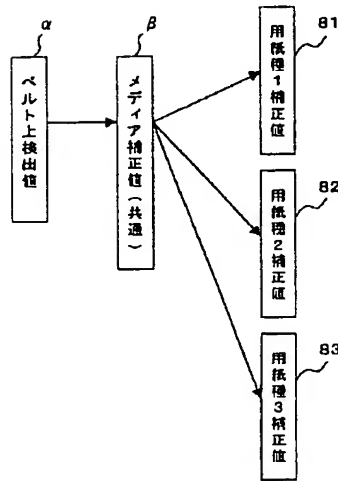 α
ベルト上検出値
β
メディア補正値(共通)
81
用紙種1補正値
82
用紙種2補正値
83
用紙種3補正値